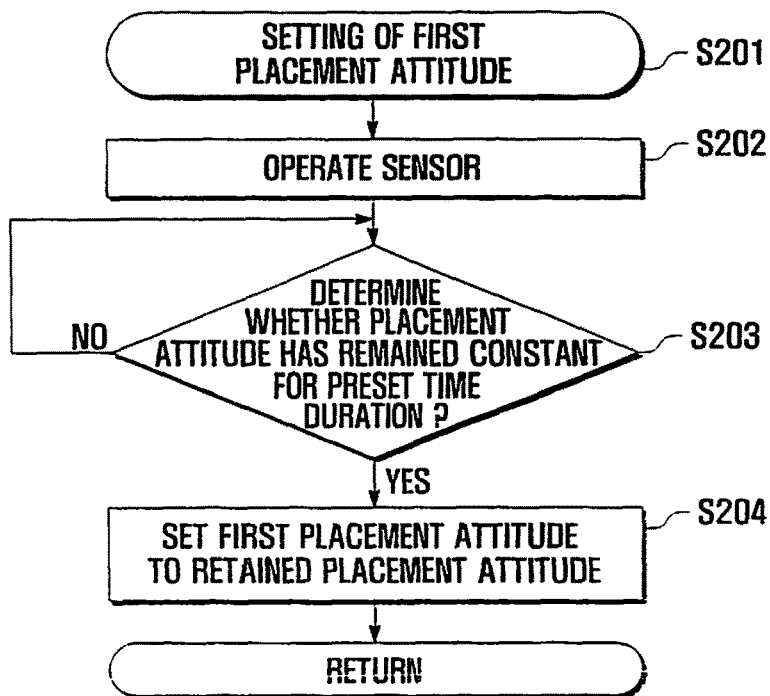 SETTING OF FIRST
PLACEMENT ATTITUDE
S201
OPERATE SENSOR
S202
DETERMINE
WHETHER PLACEMENT
ATTITUDE HAS REMAINED CONSTANT
FOR PRESET TIME
DURATION ?
S203
NO
YES
SET FIRST PLACEMENT ATTITUDE
TO RETAINED PLACEMENT ATTITUDE
S204
RETURN